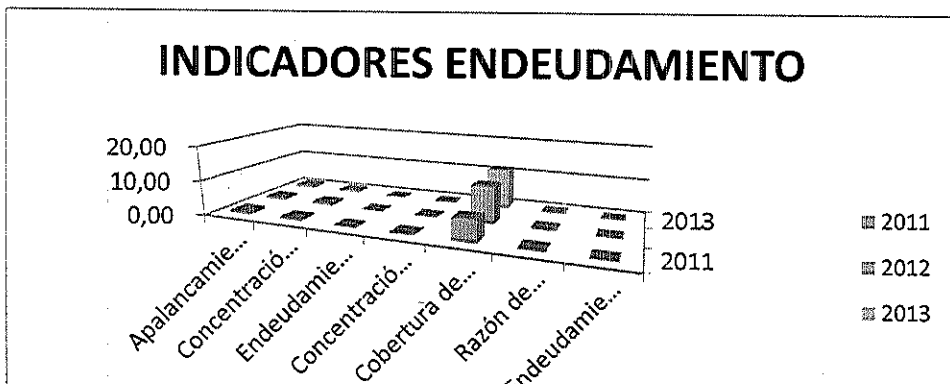 INDICADORES ENDEUDAMIENTO
20,00
10,00
0,00
2013
2011
2011
2012
2013
Apalancamie...
Concentració...
Endeudamie...
Concentració...
Cobertura de...
Razón de...
Endeudamie...